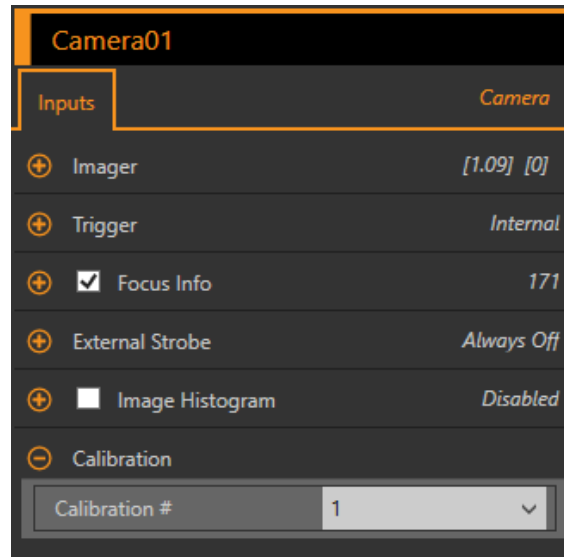 Camera01
Inputs Camera
Imager [1.09] [0]
Trigger Internal
Focus Info 171
External Strobe Always Off
Image Histogram Disabled
Calibration
Calibration # 1